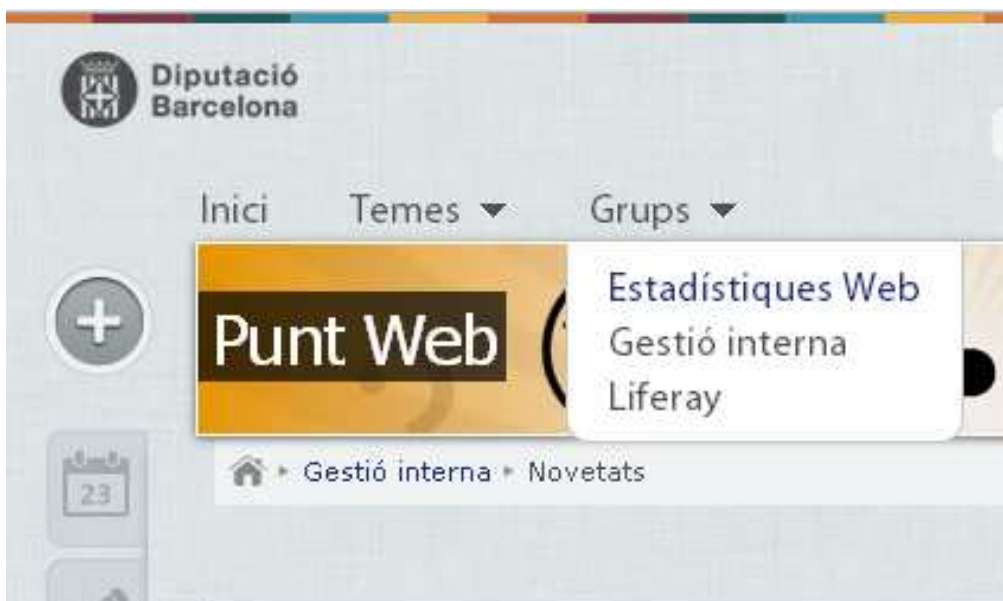 Diputació
Barcelona
Inici Temes Grups
Estadístiques Web
Gestió interna
Liferay
Punt Web
Gestió interna Novetats
23